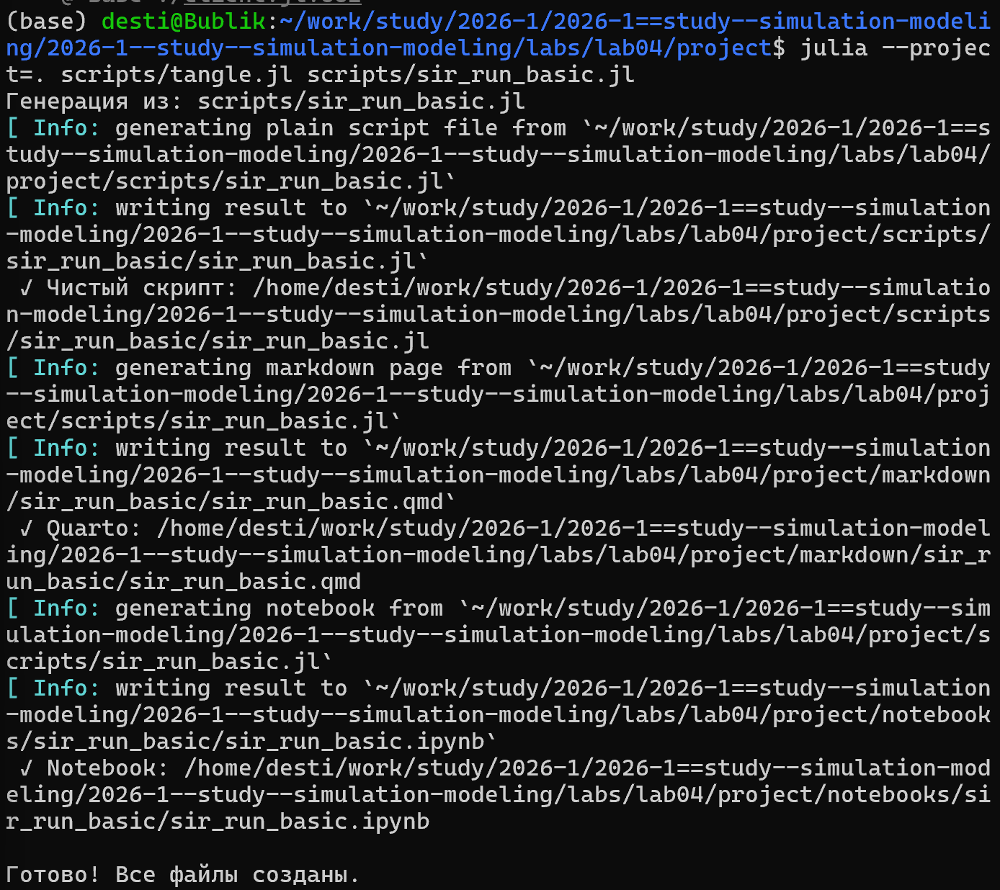 (base) desti@Bublik:~/work/study/2026-1/2026-1==study--simulation-modeli
ng/2026-1--study--simulation-modeling/labs/lab04/project$ julia --projec
t=. scripts/tangle.jl scripts/sir_run_basic.jl
Генерация из: scripts/sir_run_basic.jl
[ Info: generating plain script file from `~/work/study/2026-1/2026-1==s
tudy--simulation-modeling/2026-1--study--simulation-modeling/labs/lab04/
project/scripts/sir_run_basic.jl`
[ Info: writing result to `~/work/study/2026-1/2026-1==study--simulation
-modeling/2026-1--study--simulation-modeling/labs/lab04/project/scripts/
sir_run_basic/sir_run_basic.jl`
 ✓ Чистый скрипт: /home/desti/work/study/2026-1/2026-1==study--simulatio
n-modeling/2026-1--study--simulation-modeling/labs/lab04/project/scripts
/sir_run_basic/sir_run_basic.jl
[ Info: generating markdown page from `~/work/study/2026-1/2026-1==study
--simulation-modeling/2026-1--study--simulation-modeling/labs/lab04/proj
ect/scripts/sir_run_basic.jl`
[ Info: writing result to `~/work/study/2026-1/2026-1==study--simulation
-modeling/2026-1--study--simulation-modeling/labs/lab04/project/markdown
/sir_run_basic/sir_run_basic.qmd`
 ✓ Quarto: /home/desti/work/study/2026-1/2026-1==study--simulation-model
ing/2026-1--study--simulation-modeling/labs/lab04/project/markdown/sir_r
un_basic/sir_run_basic.qmd
[ Info: generating notebook from `~/work/study/2026-1/2026-1==study--sim
ulation-modeling/2026-1--study--simulation-modeling/labs/lab04/project/s
cripts/sir_run_basic.jl`
[ Info: writing result to `~/work/study/2026-1/2026-1==study--simulation
-modeling/2026-1--study--simulation-modeling/labs/lab04/project/notebook
s/sir_run_basic/sir_run_basic.ipynb`
 ✓ Notebook: /home/desti/work/study/2026-1/2026-1==study--simulation-mod
eling/2026-1--study--simulation-modeling/labs/lab04/project/notebooks/si
r_run_basic/sir_run_basic.ipynb
Готово! Все файлы созданы.